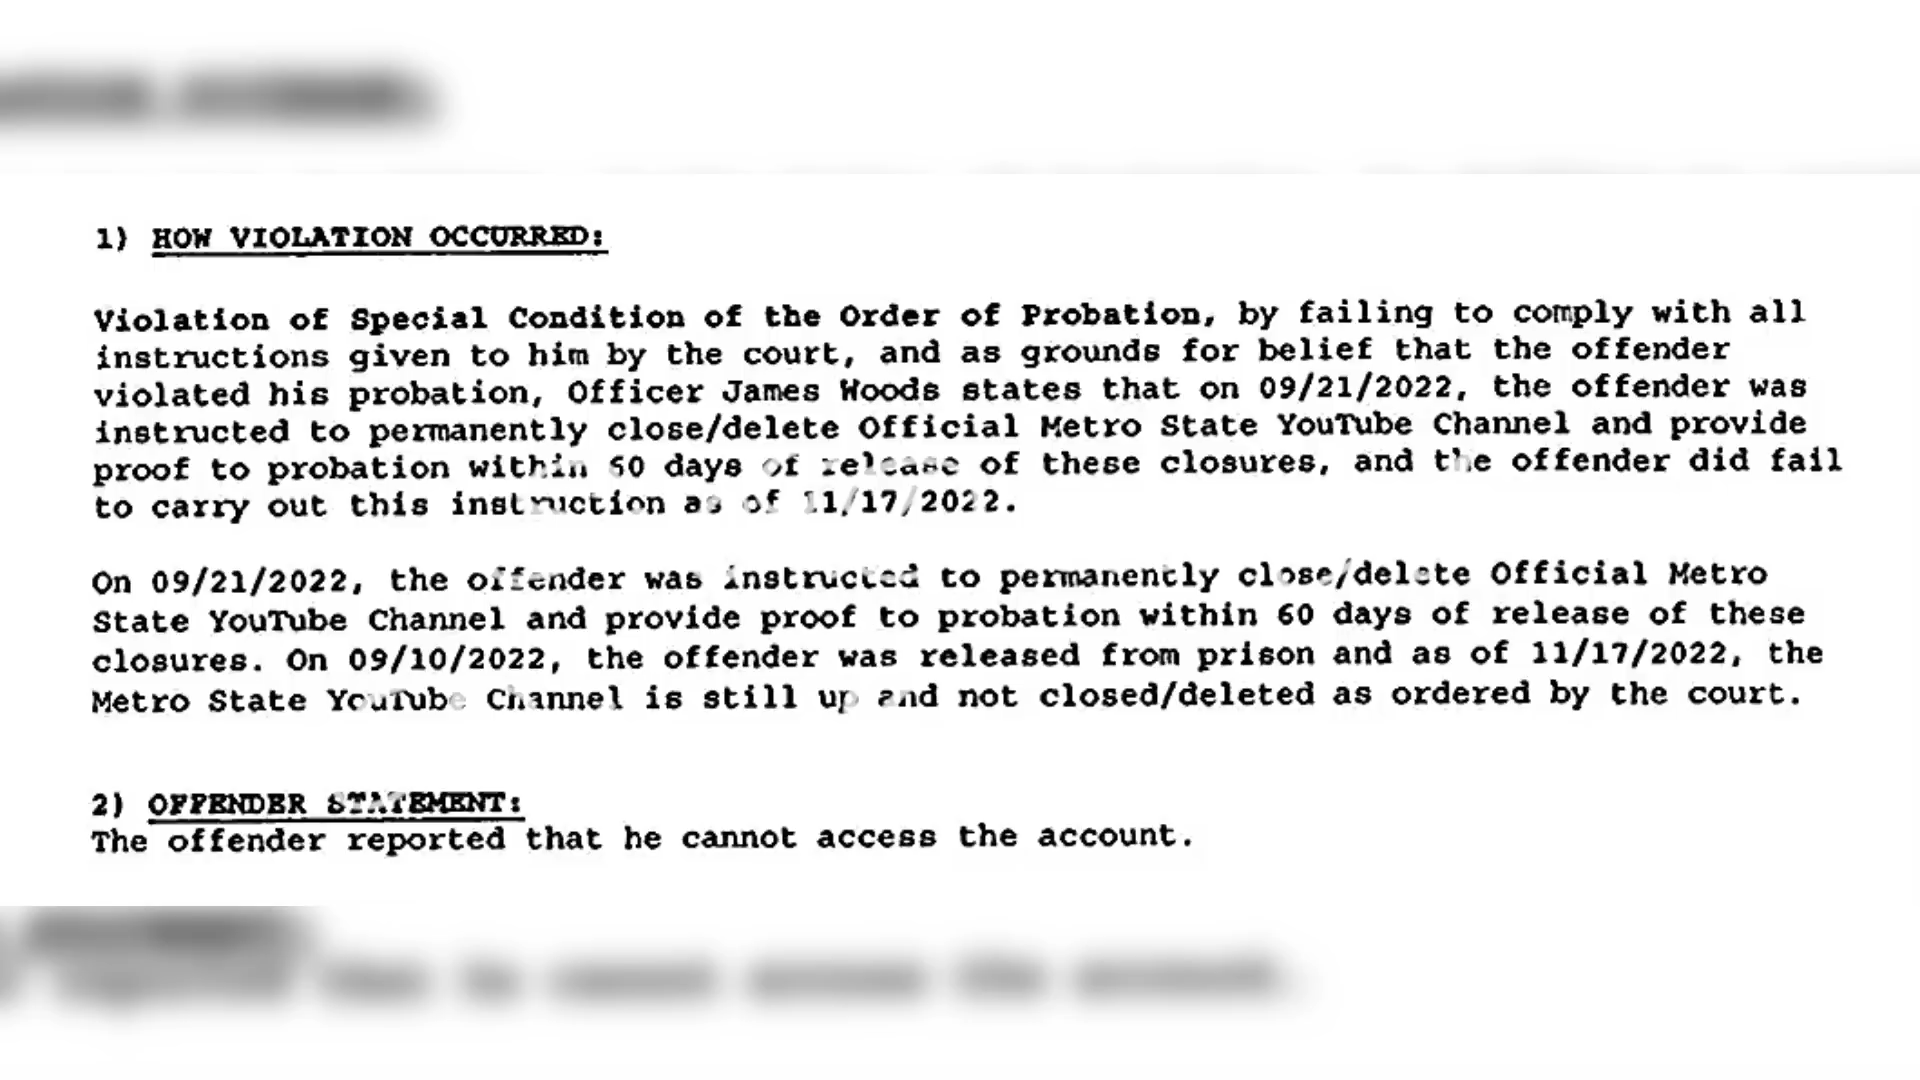 1) HOW VIOLATION OCCURRED:
Violation of Special Condition of the Order of Probation, by failing to comply with all
instructions given to him by the court, and as grounds for belief that the offender
violated his probation, Officer James Woods states that on 09/21/2022, the offender was
instructed to permanently close/delete Official Metro State YouTube Channel and provide
proof to probation within 60 days of release of these closures, and the offender did fail
to carry out this instruction as of 11/17/2022.
On 09/21/2022, the offender was instructed to permanently close/delete Official Metro
State YouTube Channel and provide proof to probation within 60 days of release of these
closures. On 09/10/2022, the offender was released from prison and as of 11/17/2022, the
Metro State YouTube Channel is still up and not closed/deleted as ordered by the court.
2) OFFENDER STATEMENT:
The offender reported that he cannot access the account.